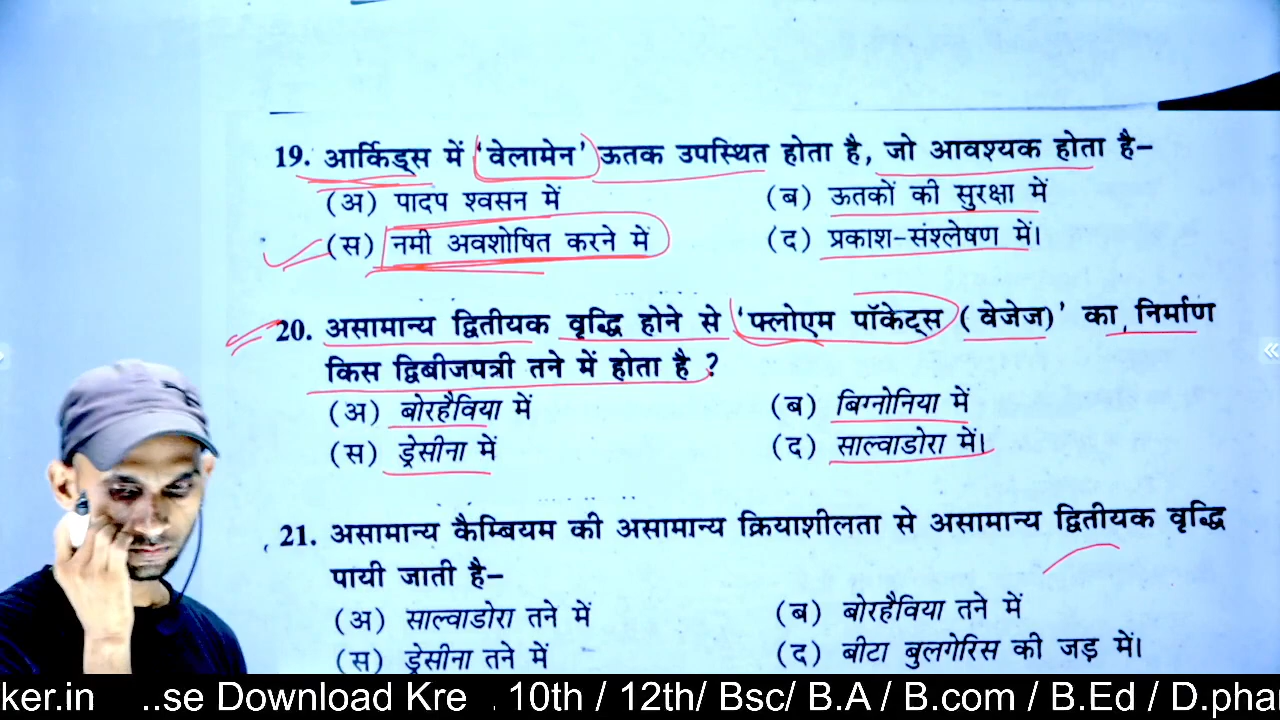 19. आर्किड्स में 'वेलामेन' ऊतक उपस्थित होता है, जो आवश्यक होता है–
(अ) पादप श्वसन में (ब) ऊतकों की सुरक्षा में
(स) नमी अवशोषित करने में (द) प्रकाश-संश्लेषण में।
20. असामान्य द्वितीयक वृद्धि होने से 'फ्लोएम पॉकेट्स (वेजेज)' का निर्माण
किस द्विबीजपत्री तने में होता है ?
(अ) बोरहैविया में (ब) बिग्नोनिया में
(स) ड्रेसीना में (द) साल्वाडोरा में।
21. असामान्य कैम्बियम की असामान्य क्रियाशीलता से असामान्य द्वितीयक वृद्धि
पायी जाती है–
(अ) साल्वाडोरा तने में (ब) बोरहैविया तने में
(स) ड्रेसीना तने में (द) बीटा बुलगेरिस की जड़ में।
ker.in ..se Download Kre . 10th / 12th/ Bsc/ B.A / B.com / B.Ed / D.pha